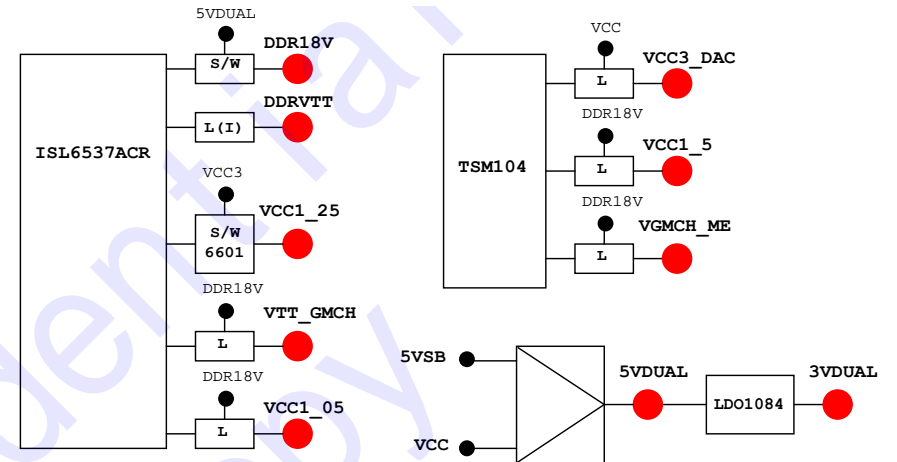 5VDUAL
DDR18V
S/W
DDRVTT
L(I)
ISL6537ACR
VCC3
VCC1_25
S/W
6601
DDR18V
VTT_GMCH
L
DDR18V
VCC1_05
L
VCC
VCC3_DAC
L
DDR18V
VCC1_5
TSM104
L
DDR18V
VGMCH_ME
L
5VSB
5VDUAL
3VDUAL
LDO1084
VCC